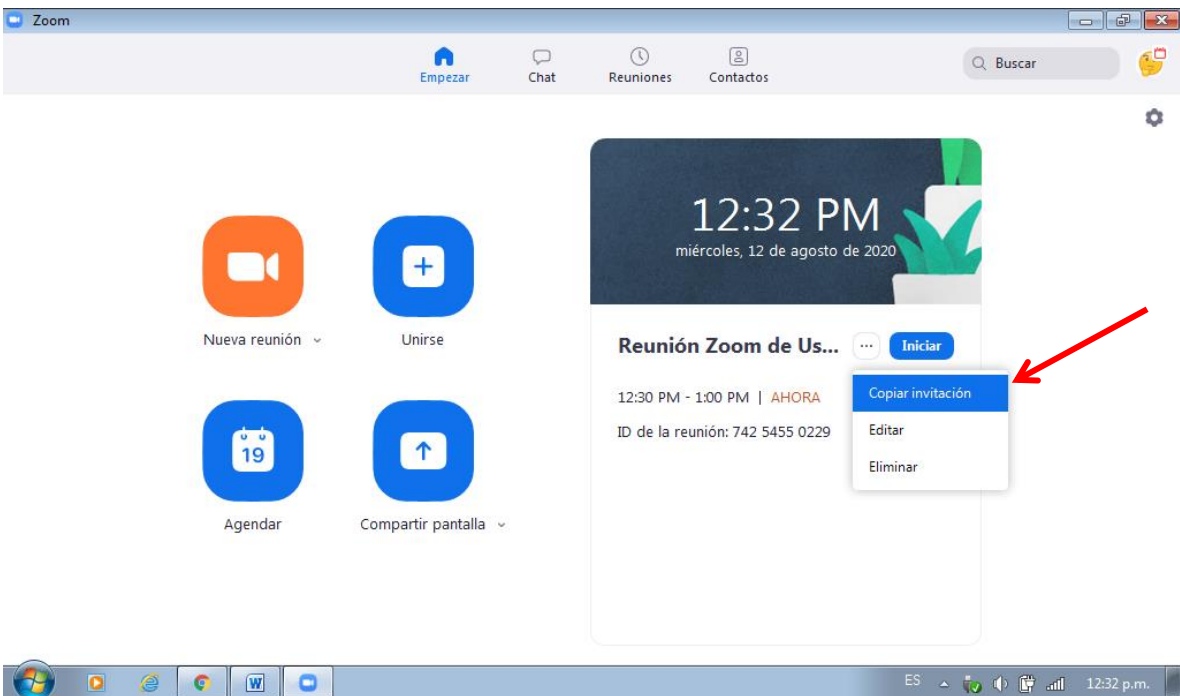 Zoom
Empezar
Chat
Reuniones
Contactos
Buscar
12:32 PM
miércoles, 12 de agosto de 2020
Nueva reunión
Unirse
19
Agendar
Compartir pantalla
Reunión Zoom de Us... ... Iniciar
12:30 PM - 1:00 PM | AHORA
ID de la reunión: 742 5455 0229
Copiar invitación
Editar
Eliminar
W
ES
12:32 p.m.